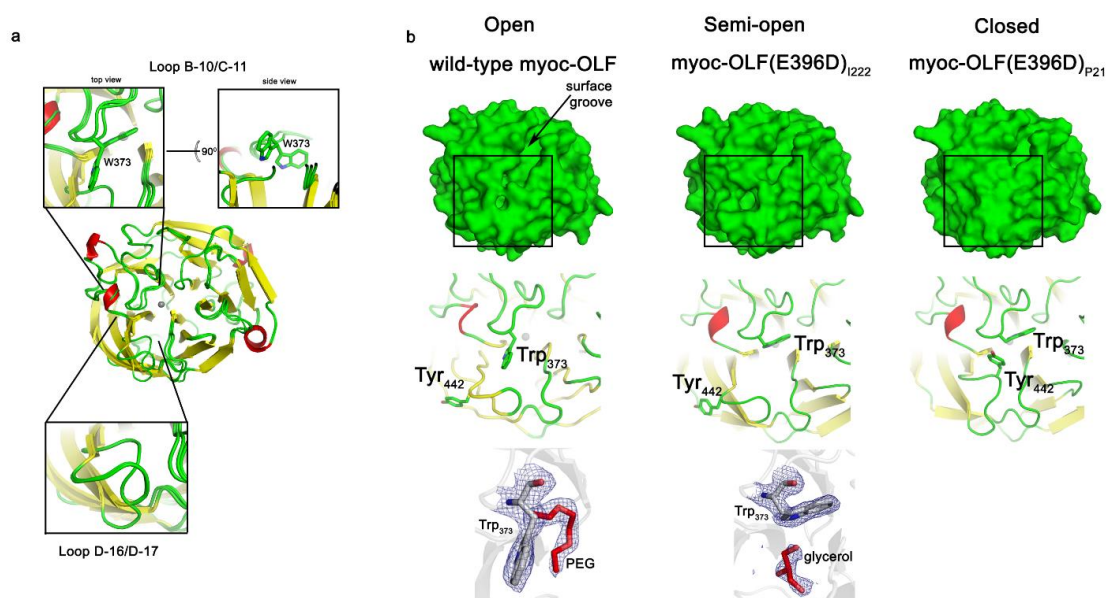 a
Loop B-10/C-11
top view
side view
W373
90°
W373
Loop D-16/D-17
b
Open
Semi-open
Closed
wild-type myoc-OLF
myoc-OLF(E396D)I222
myoc-OLF(E396D)P21
surface
groove
Trp373
Tyr442
Trp373
Tyr442
Trp373
Tyr442
Trp373
PEG
Trp373
glycerol